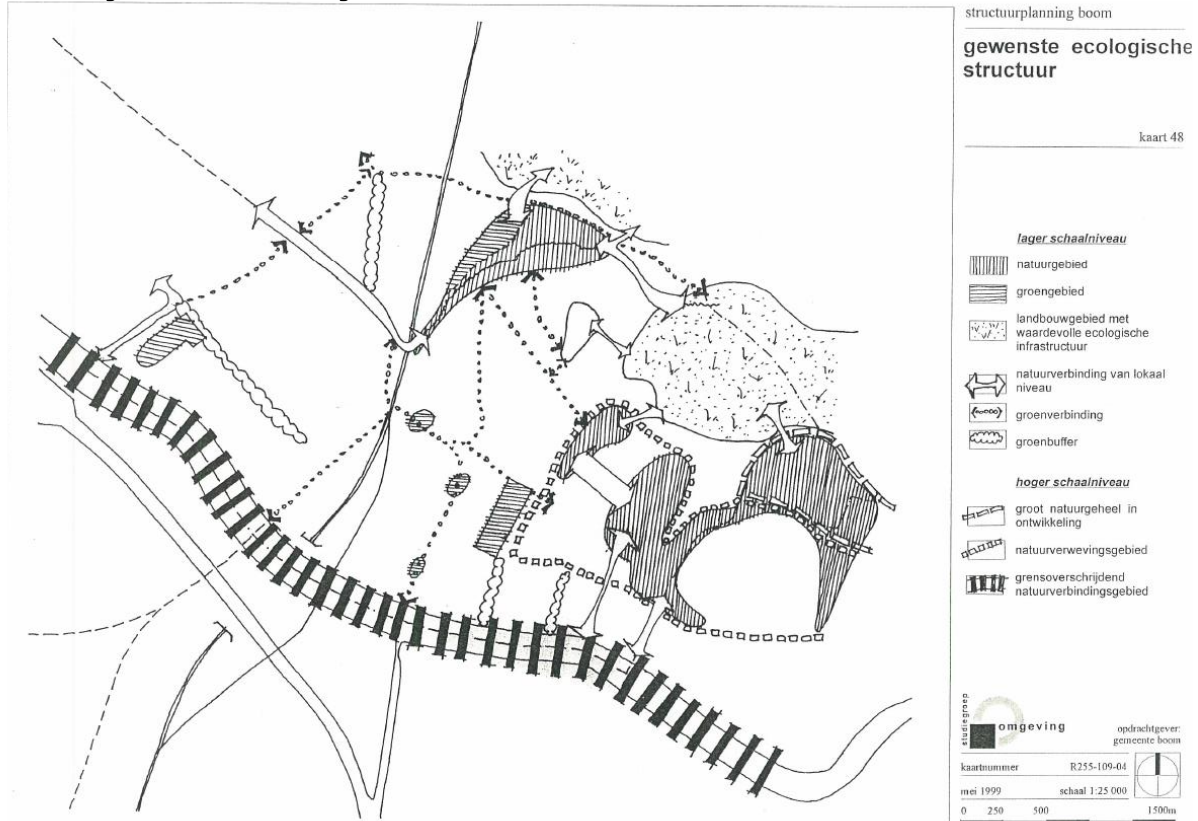 structuurplanning boom
gewenste ecologische
structuur
kaart 48
lager schaalniveau
natuurgebied
groengebied
landbouwgebied met
waardevolle ecologische
infrastructuur
natuurverbinding van lokaal
niveau
groenverbinding
groenbuffer
hoger schaalniveau
groot natuurgeheel in
ontwikkeling
natuurverwevingsgebied
grensoverschrijdend
natuurverbindingsgebied
studiegroep
omgeving
opdrachtgever:
gemeente boom
kaartnummer R255-109-04
mei 1999 schaal 1:25 000
0 250 500 1500m